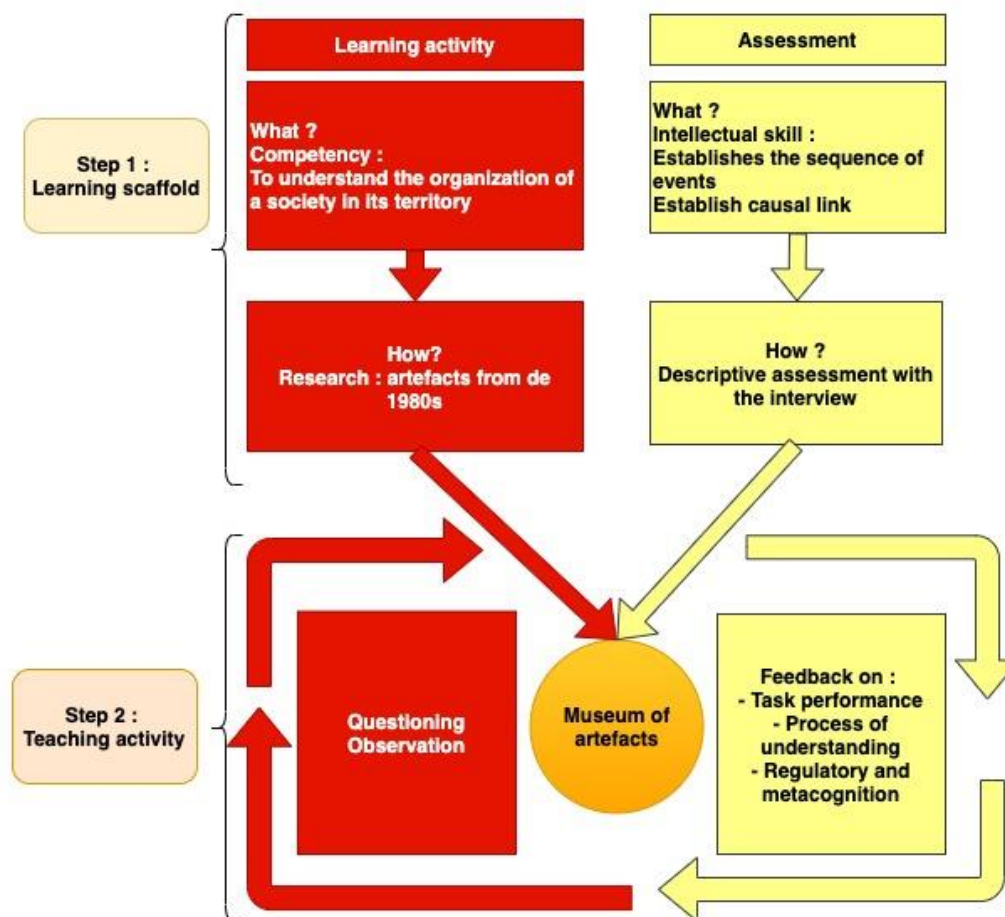 Learning activity
Assessment
Step 1 :
Learning scaffold
What ?
Competency :
To understand the organization of
a society in its territory
What ?
Intellectual skill :
Establishes the sequence of
events
Establish causal link
How?
Research : artefacts from de
1980s
How ?
Descriptive assessment with
the interview
Step 2 :
Teaching activity
Questioning
Observation
Museum of
artefacts
Feedback on :
- Task performance
- Process of
understanding
- Regulatory and
metacognition